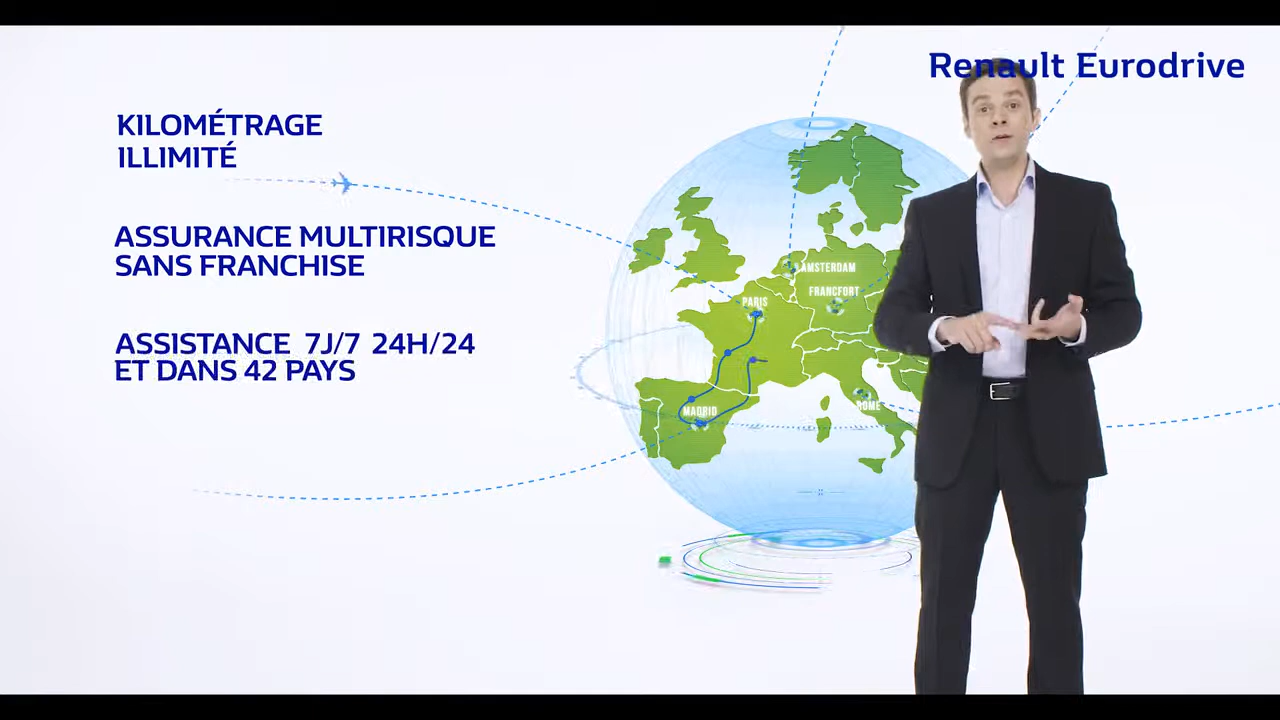 Renault Eurodrive
KILOMÉTRAGE
ILLIMITÉ
ASSURANCE MULTIRISQUE
SANS FRANCHISE
ASSISTANCE 7J/7 24H/24
ET DANS 42 PAYS
AMSTERDAM
FRANCFORT
PARIS
MADRID
ROME